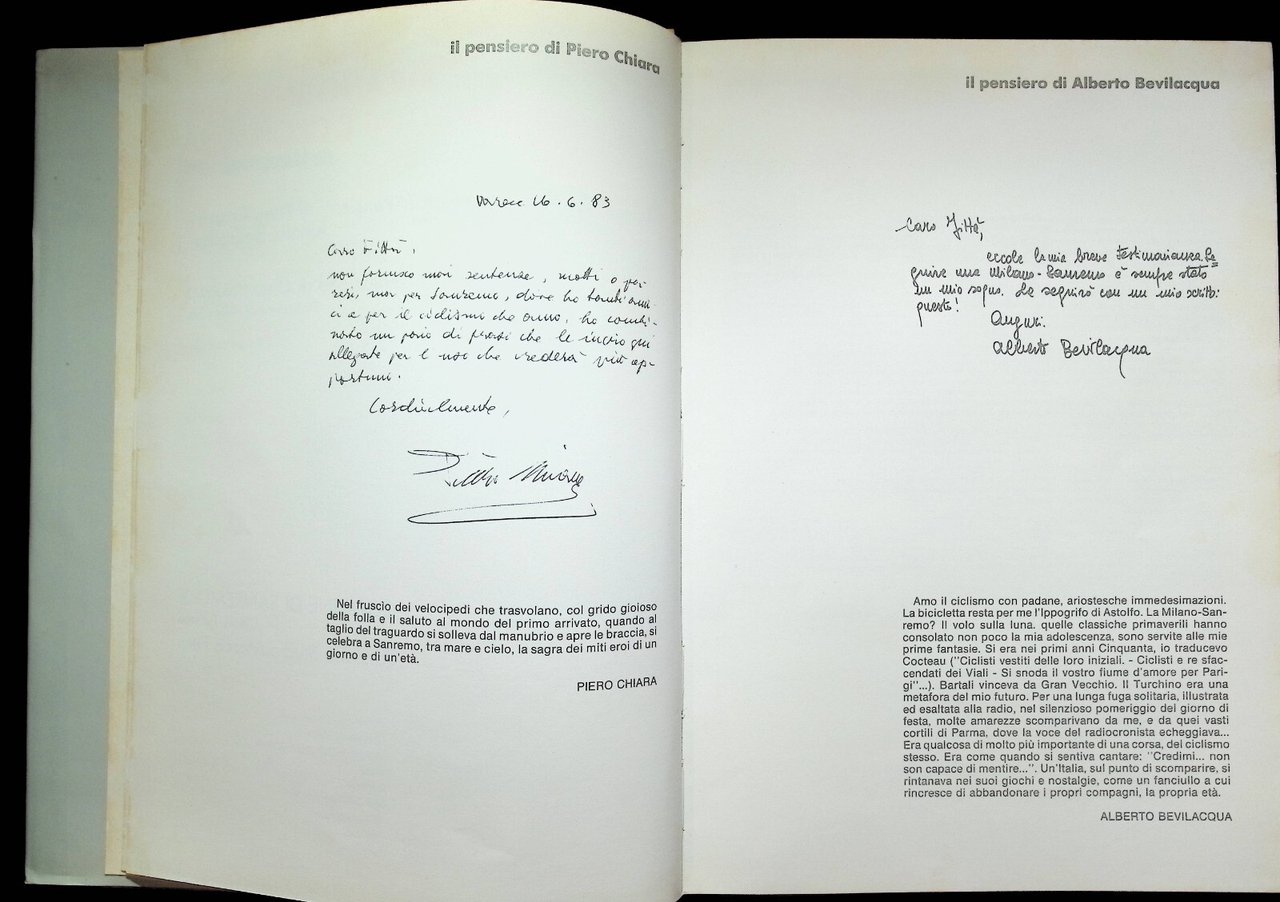 il pensiero di Piero Chiara
Varese 16.6.83
Caro Fittà,
non fornisco mai sentenze, motti o pa-
resi, ma per Sanremo, dove ho tanti ami-
ci e per il ciclismo che amo, ho combi-
nato un paio di frasi che le invio qui
allegate per l' uso che crederà più op-
portuno.
Cordialmente,
Piero Chiara
Nel fruscìo dei velocipedi che trasvolano, col grido gioioso
della folla e il saluto al mondo del primo arrivato, quando al
taglio del traguardo si solleva dal manubrio e apre le braccia, si
celebra a Sanremo, tra mare e cielo, la sagra dei miti eroi di un
giorno e di un'età.
PIERO CHIARA
il pensiero di Alberto Bevilacqua
Caro Fittà,
eccole la mia breve testimonianza. Se
guire una Milano-Sanremo è sempre stato
un mio sogno. La seguirò con un mio scritto:
questo!
Auguri.
Alberto Bevilacqua
Amo il ciclismo con padane, ariostesche immedesimazioni.
La bicicletta resta per me l'Ippogrifo di Astolfo. La Milano-San-
remo? Il volo sulla luna. quelle classiche primaverili hanno
consolato non poco la mia adolescenza, sono servite alle mie
prime fantasie. Si era nei primi anni Cinquanta, io traducevo
Cocteau ("Ciclisti vestiti delle loro iniziali. - Ciclisti e re sfac-
cendati dei Viali - Si snoda il vostro fiume d'amore per Pari-
gi"...). Bartali vinceva da Gran Vecchio. Il Turchino era una
metafora del mio futuro. Per una lunga fuga solitaria, illustrata
ed esaltata alla radio, nel silenzioso pomeriggio del giorno di
festa, molte amarezze scomparivano da me, e da quei vasti
cortili di Parma, dove la voce del radiocronista echeggiava...
Era qualcosa di molto più importante di una corsa, del ciclismo
stesso. Era come quando si sentiva cantare: "Credimi... non
son capace di mentire...". Un'Italia, sul punto di scomparire, si
rintanava nei suoi giochi e nostalgie, come un fanciullo a cui
rincresce di abbandonare i propri compagni, la propria età.
ALBERTO BEVILACQUA